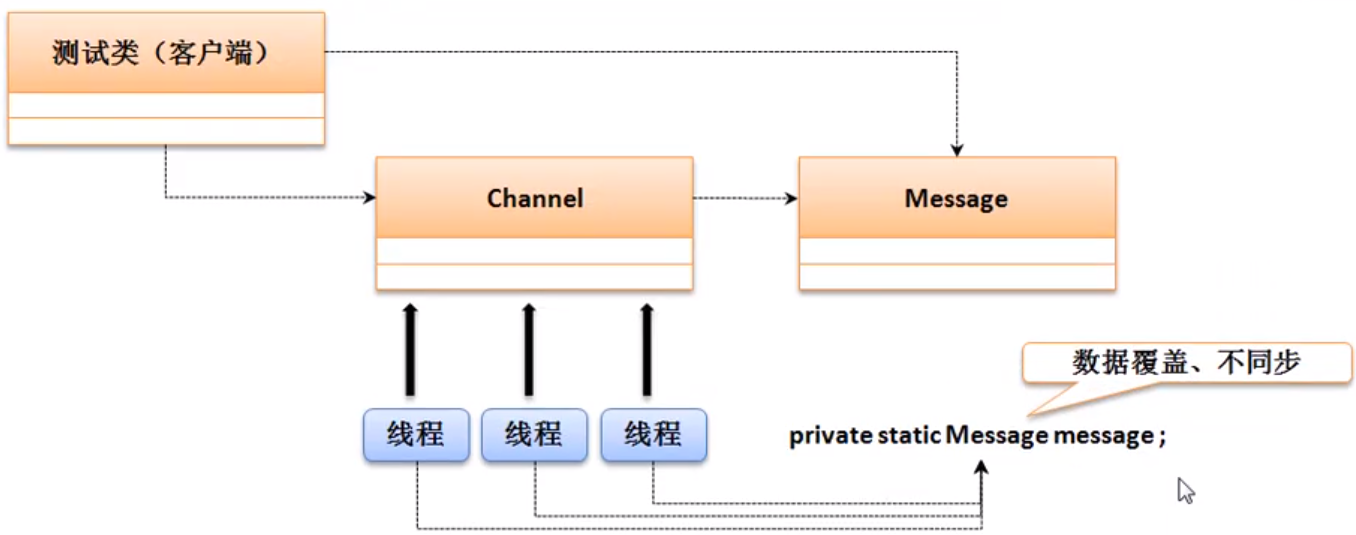 测试类（客户端）
Channel
Message
数据覆盖、不同步
线程
线程
线程
private static Message message ;